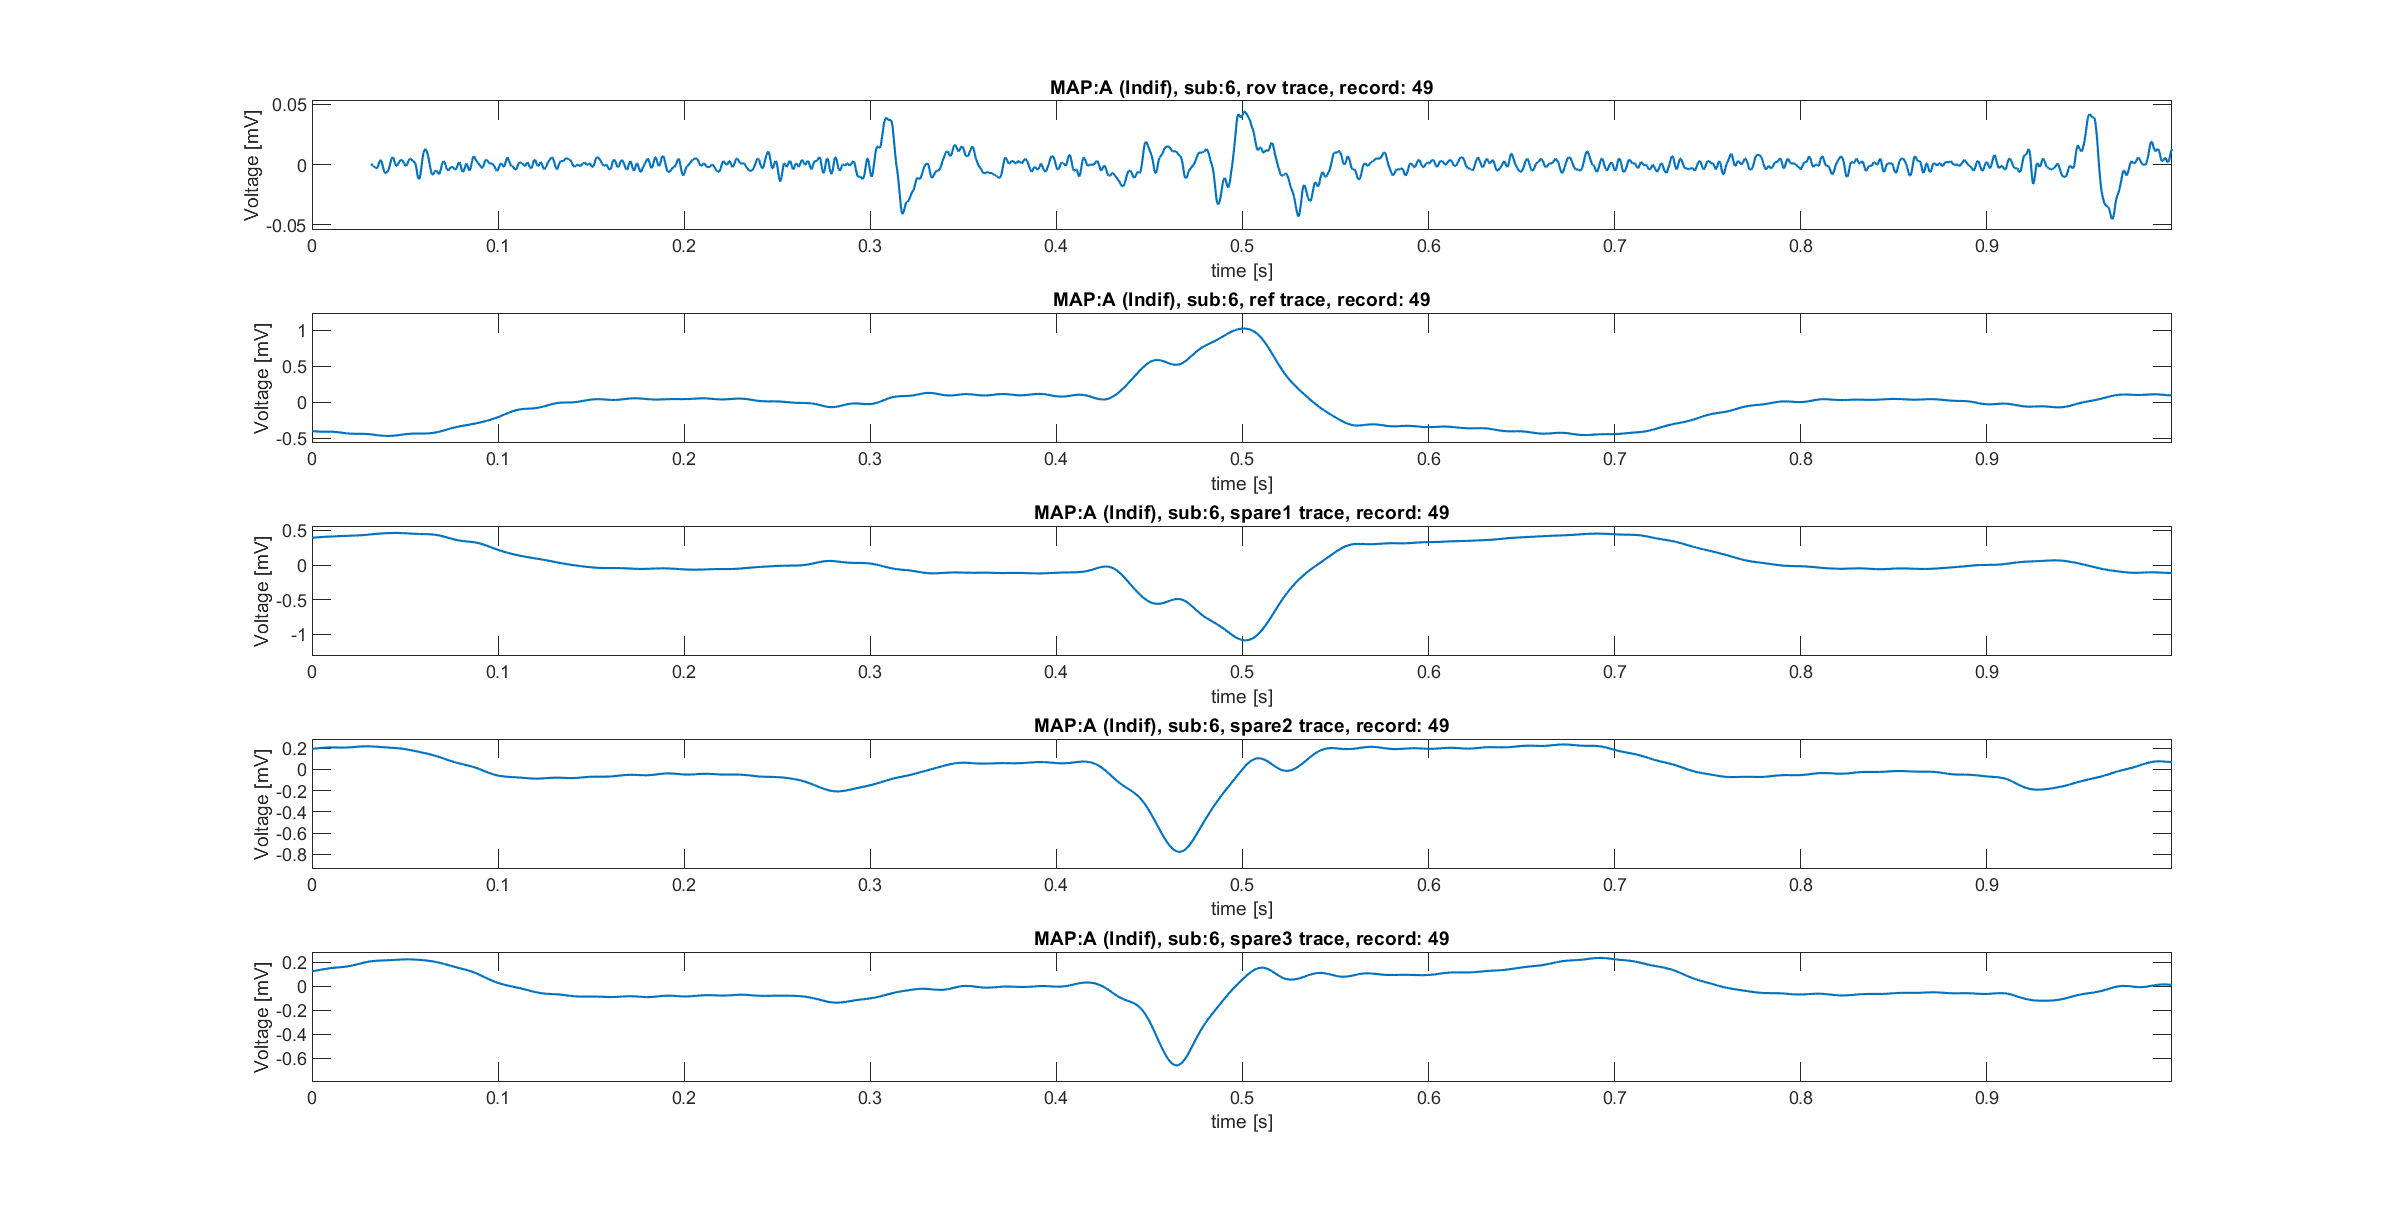 MAP:A (Indif), sub:6, rov trace, record: 49
Voltage [mV]
0.05
0
-0.05
0 0.1 0.2 0.3 0.4 0.5 0.6 0.7 0.8 0.9
time [s]
MAP:A (Indif), sub:6, ref trace, record: 49
Voltage [mV]
1
0.5
0
-0.5
0 0.1 0.2 0.3 0.4 0.5 0.6 0.7 0.8 0.9
time [s]
MAP:A (Indif), sub:6, spare1 trace, record: 49
Voltage [mV]
0.5
0
-0.5
-1
0 0.1 0.2 0.3 0.4 0.5 0.6 0.7 0.8 0.9
time [s]
MAP:A (Indif), sub:6, spare2 trace, record: 49
Voltage [mV]
0.2
0
-0.2
-0.4
-0.6
-0.8
0 0.1 0.2 0.3 0.4 0.5 0.6 0.7 0.8 0.9
time [s]
MAP:A (Indif), sub:6, spare3 trace, record: 49
Voltage [mV]
0.2
0
-0.2
-0.4
-0.6
0 0.1 0.2 0.3 0.4 0.5 0.6 0.7 0.8 0.9
time [s]